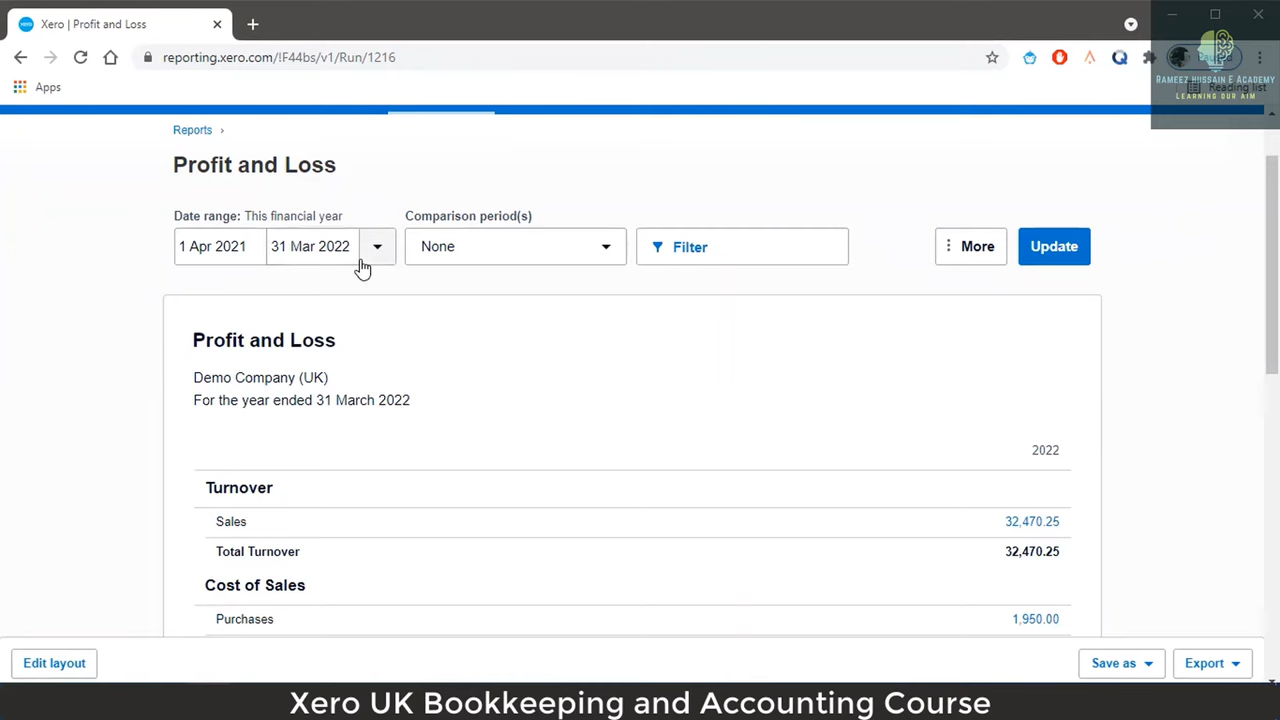 Xero | Profit and Loss
reporting.xero.com/!F44bs/v1/Run/1216
Apps
Reading list
RAMEEZ HUSSAIN E ACADEMY
LEARNING OUR AIM
Reports ›
Profit and Loss
Date range: This financial year
Comparison period(s)
1 Apr 2021 31 Mar 2022 None Filter More Update
Profit and Loss
Demo Company (UK)
For the year ended 31 March 2022
2022
Turnover
Sales 32,470.25
Total Turnover 32,470.25
Cost of Sales
Purchases 1,950.00
Edit layout Save as Export
Xero UK Bookkeeping and Accounting Course